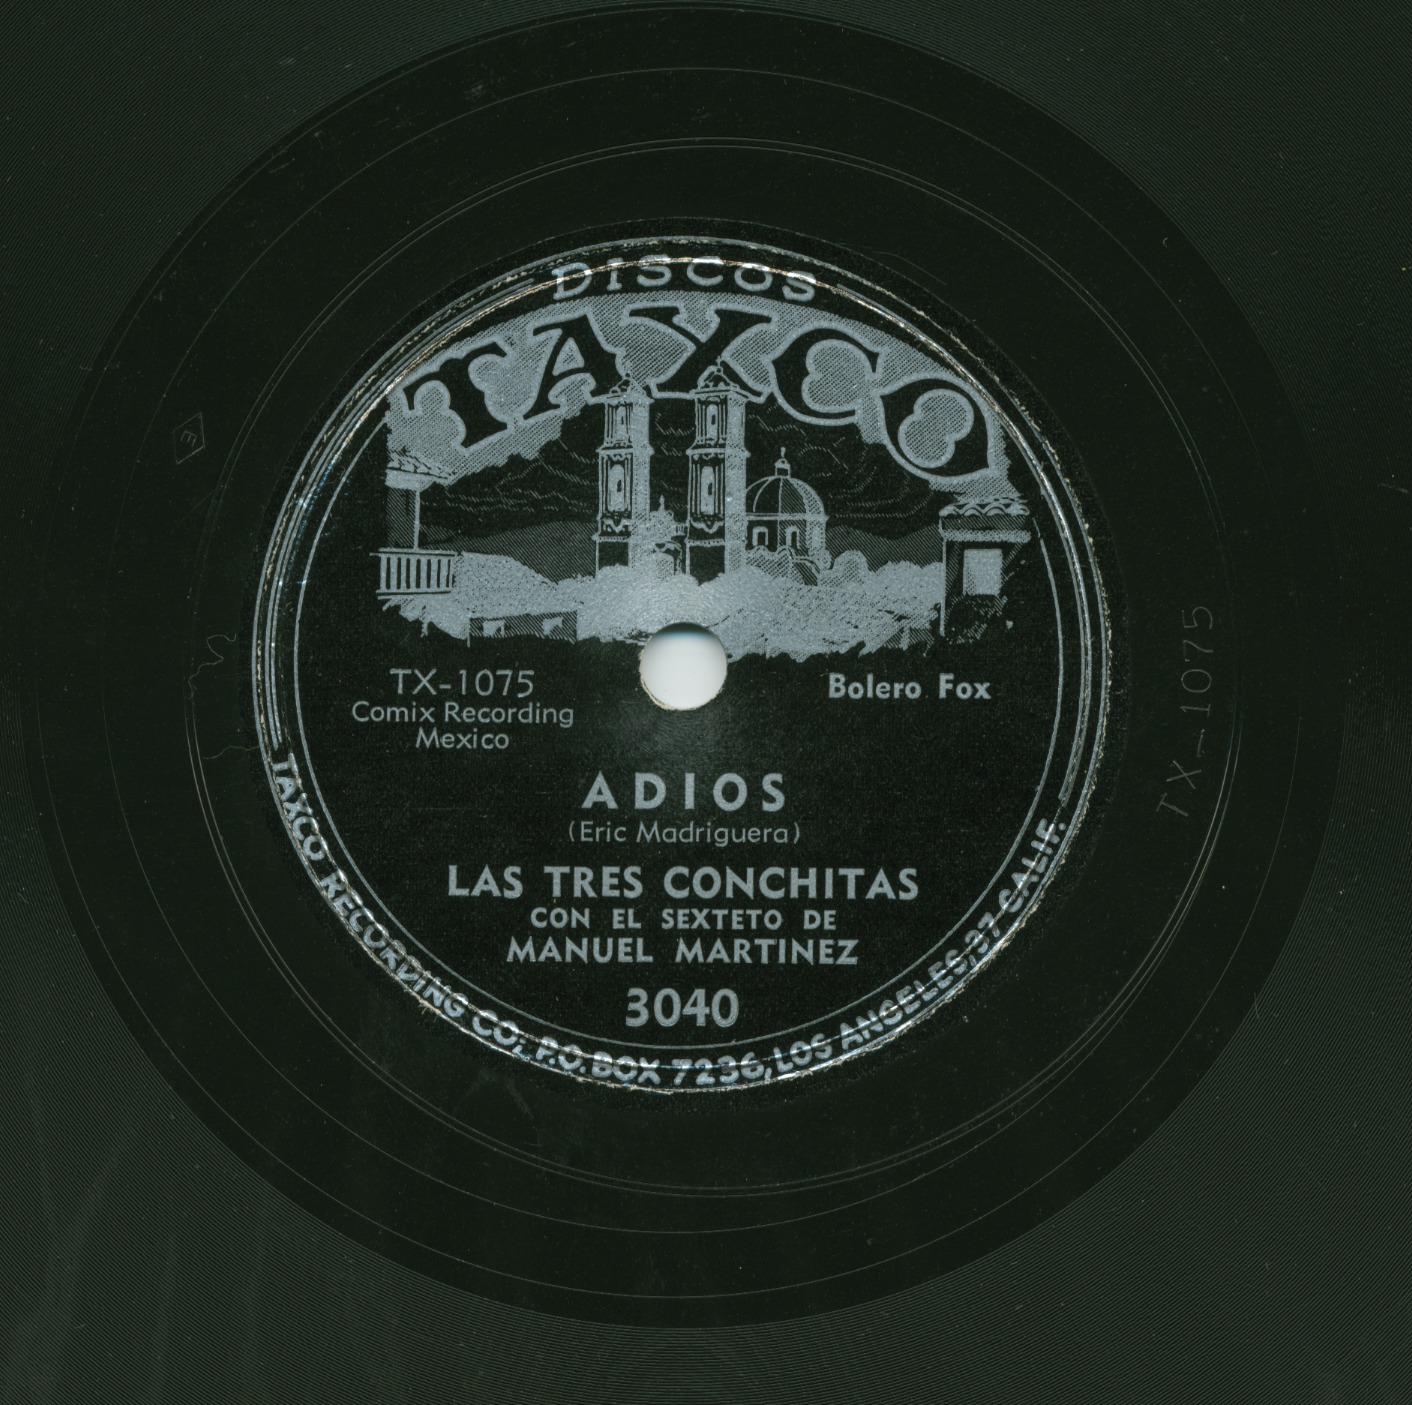 DISCOS
TAXCO
TX-1075
Comix Recording
Mexico
Bolero Fox
ADIOS
(Eric Madriguera)
LAS TRES CONCHITAS
CON EL SEXTETO DE
MANUEL MARTINEZ
3040
TAXCO RECORDING CO., P.O. BOX 7236, LOS ANGELES, 37 CALIF.
TX-1075